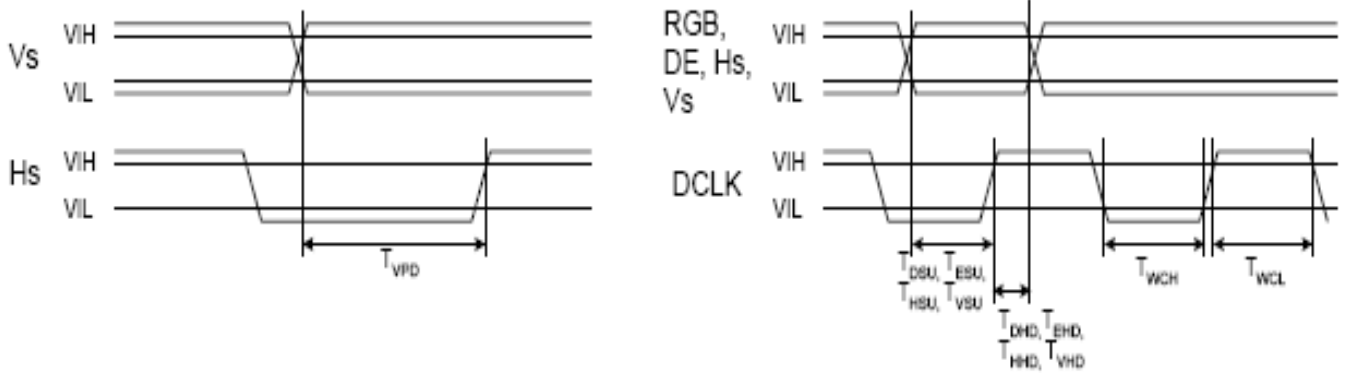 Vs
VIH
VIL
Hs
VIH
VIL
TVPD
RGB,
DE, Hs,
Vs
VIH
VIL
DCLK
VIH
VIL
TDSU, TESU,
THSU, TVSU
TWCH
TWCL
TDHD, TEHD,
THHD, TVHD